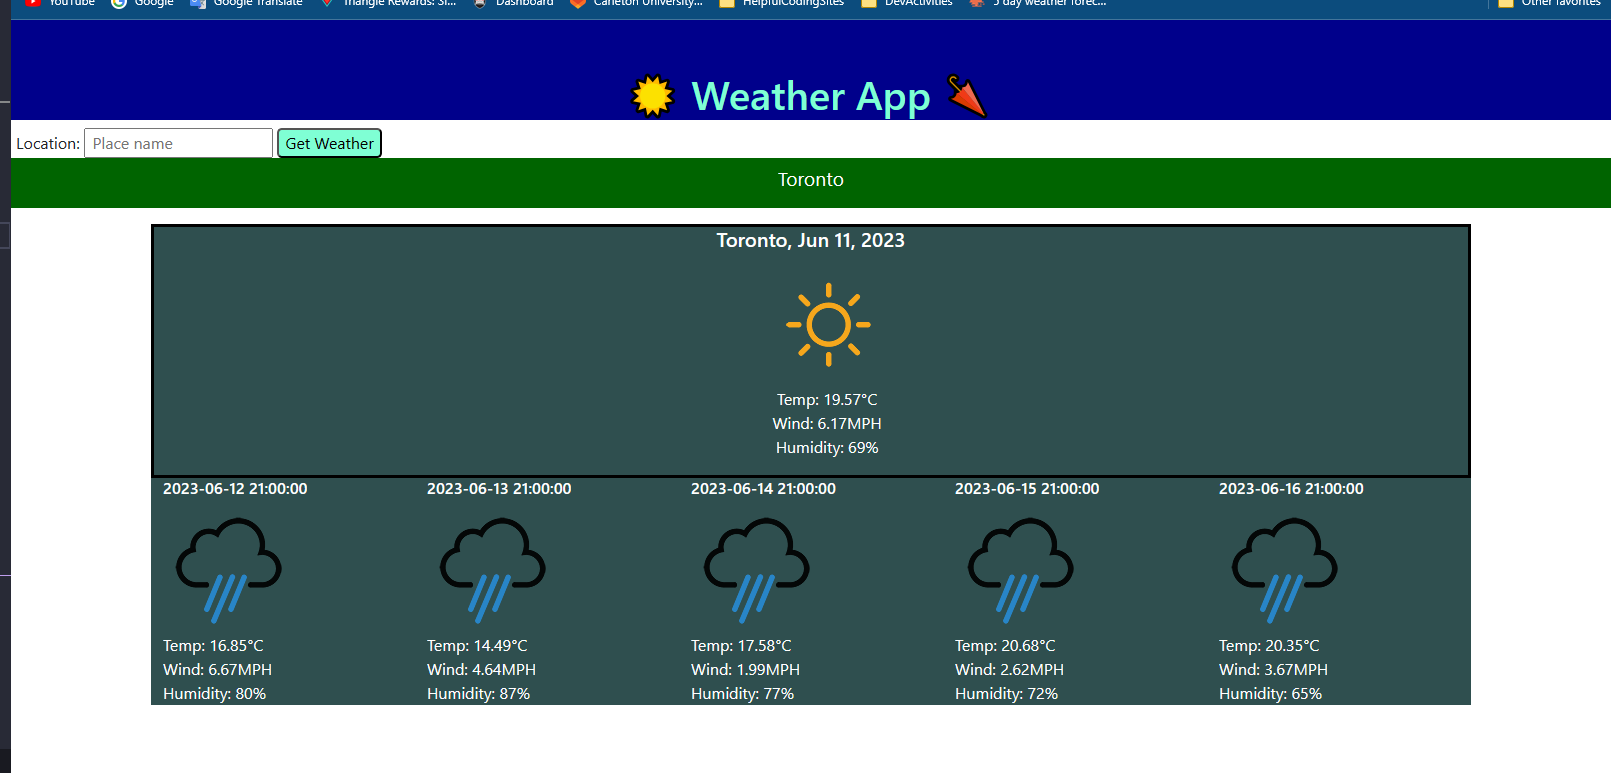 YouTube Google Google Translate Triangle Rewards: Si... Dashboard Carleton University... HelpfulCodingSites DevActivities 5 day weather forec... Other favorites
Weather App
Location: Place name Get Weather
Toronto
Toronto, Jun 11, 2023
Temp: 19.57°C
Wind: 6.17MPH
Humidity: 69%
2023-06-12 21:00:00 2023-06-13 21:00:00 2023-06-14 21:00:00 2023-06-15 21:00:00 2023-06-16 21:00:00
Temp: 16.85°C Temp: 14.49°C Temp: 17.58°C Temp: 20.68°C Temp: 20.35°C
Wind: 6.67MPH Wind: 4.64MPH Wind: 1.99MPH Wind: 2.62MPH Wind: 3.67MPH
Humidity: 80% Humidity: 87% Humidity: 77% Humidity: 72% Humidity: 65%